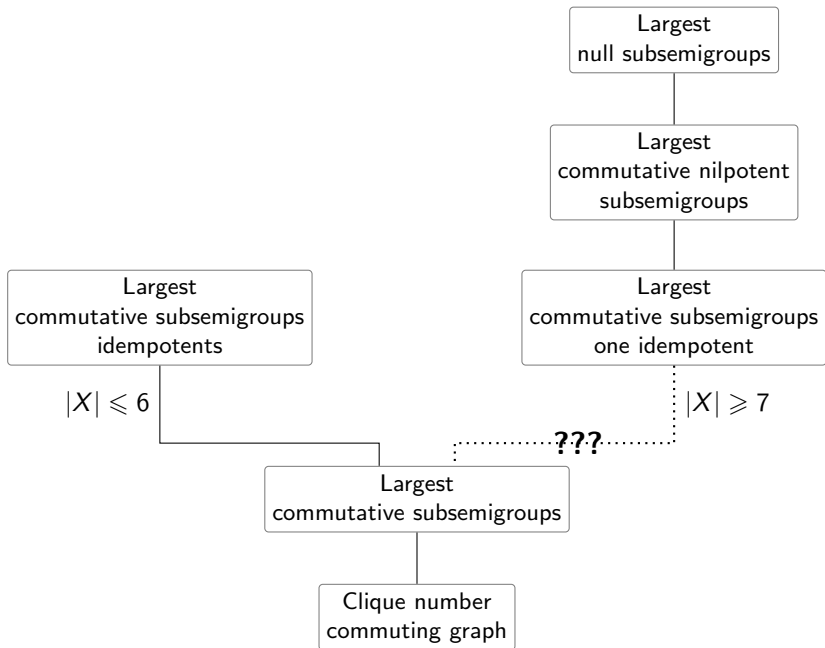 Largest
null subsemigroups
Largest
commutative nilpotent
subsemigroups
Largest
commutative subsemigroups
idempotents
Largest
commutative subsemigroups
one idempotent
|X| ⩽ 6
|X| ⩾ 7
???
Largest
commutative subsemigroups
Clique number
commuting graph